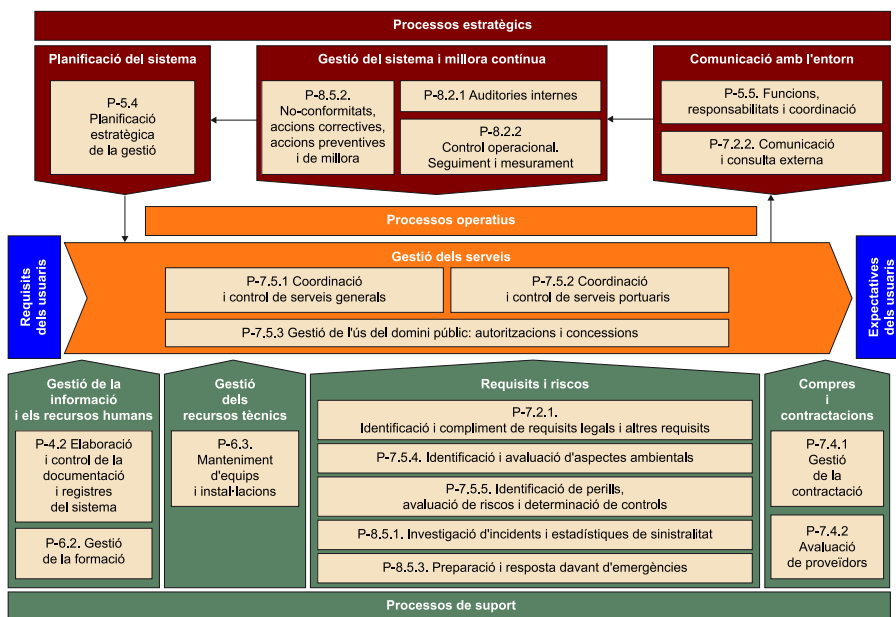 Processos estratègics
Planificació del sistema
P-5.4
Planificació
estratègica
de la gestió
Gestió del sistema i millora contínua
P-8.5.2.
No-conformitats,
accions correctives,
accions preventives
i de millora
P-8.2.1 Auditories internes
P-8.2.2
Control operacional.
Seguiment i mesurament
Comunicació amb l'entorn
P-5.5. Funcions,
responsabilitats i coordinació
P-7.2.2. Comunicació
i consulta externa
Processos operatius
Requisits
dels usuaris
Gestió dels serveis
P-7.5.1 Coordinació
i control de serveis generals
P-7.5.2 Coordinació
i control de serveis portuaris
P-7.5.3 Gestió de l'ús del domini públic: autoritzacions i concessions
Expectatives
dels usuaris
Gestió de la
informació
i els recursos humans
P-4.2 Elaboració
i control de la
documentació
i registres
del sistema
P-6.2. Gestió
de la formació
Gestió
dels
recursos tècnics
P-6.3.
Manteniment
d'equips
i instal·lacions
Requisits i riscos
P-7.2.1.
Identificació i compliment de requisits legals i altres requisits
P-7.5.4. Identificació i avaluació d'aspectes ambientals
P-7.5.5. Identificació de perills,
avaluació de riscos i determinació de controls
P-8.5.1. Investigació d'incidents i estadístiques de sinistralitat
P-8.5.3. Preparació i resposta davant d'emergències
Compres
i
contractacions
P-7.4.1
Gestió
de la
contractació
P-7.4.2
Avaluació
de proveïdors
Processos de suport